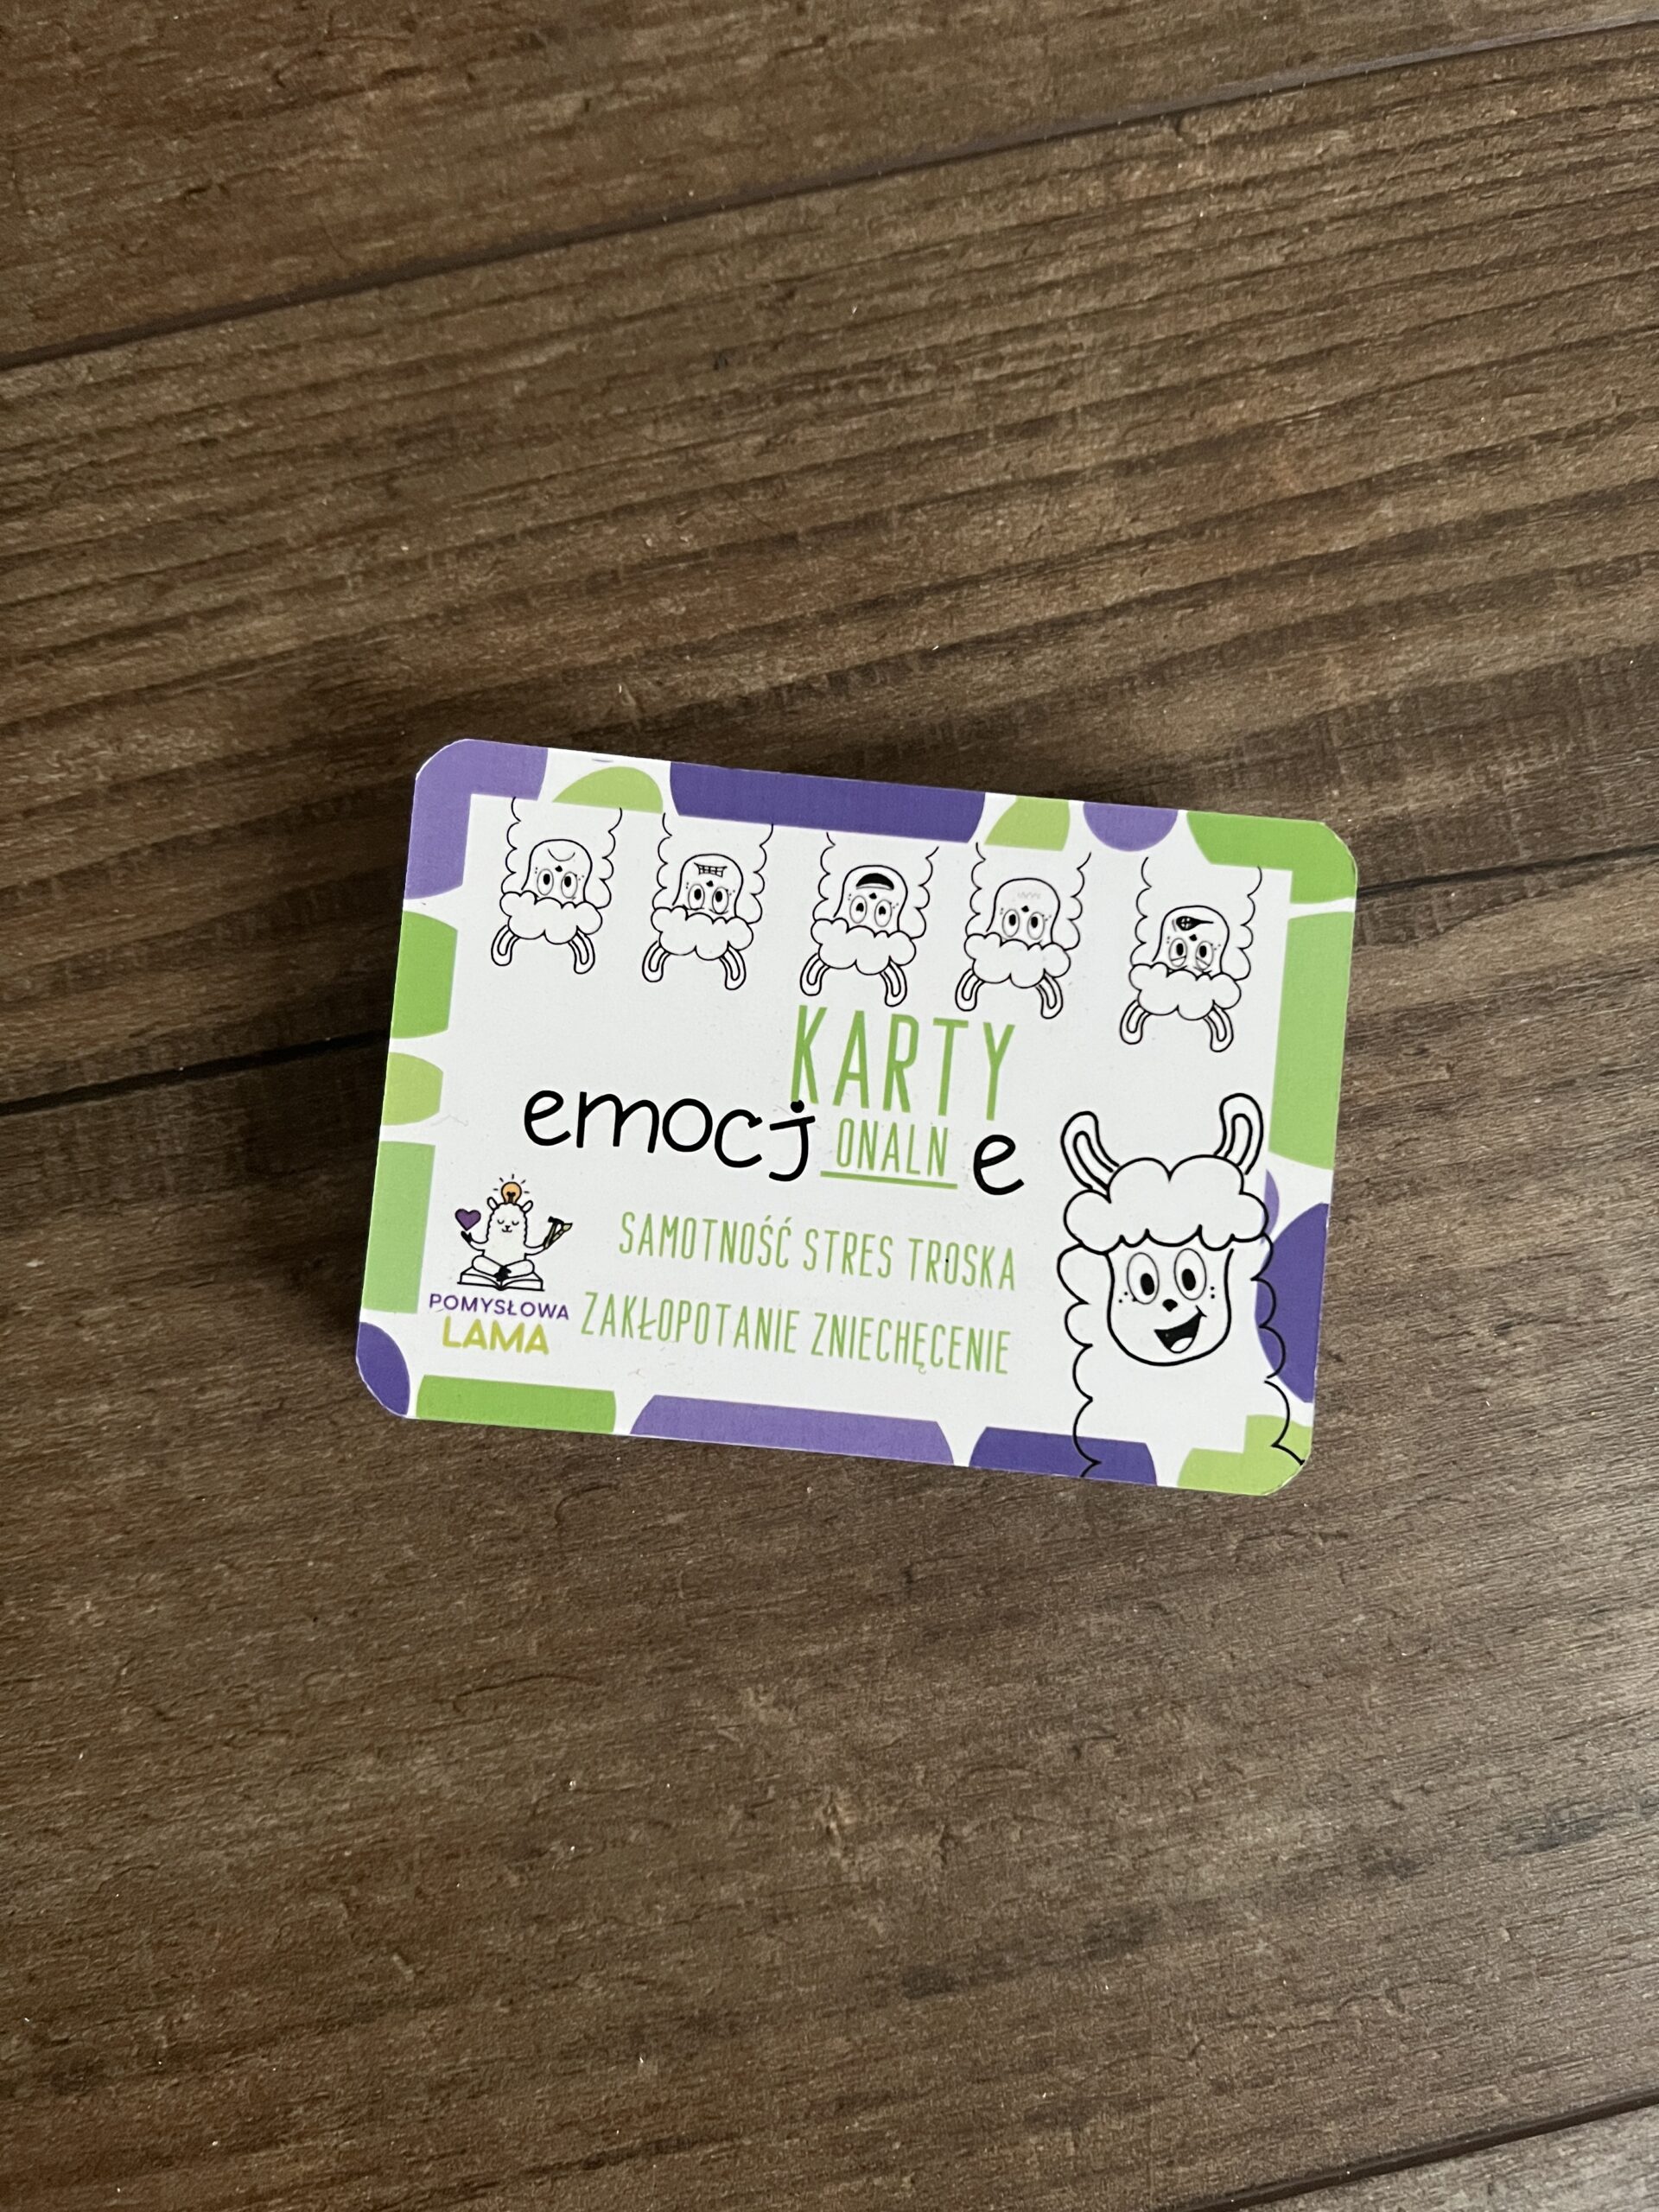 KARTY
emocjonalne
SAMOTNOŚĆ STRES TROSKA
ZAKŁOPOTANIE ZNIECHĘCENIE
POMYSŁOWA
LAMA